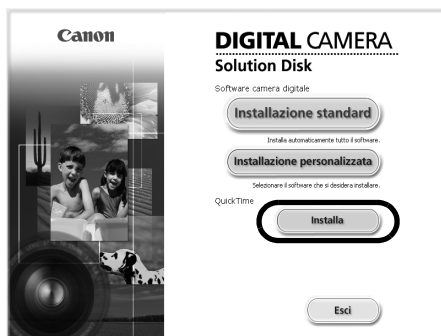 Canon
DIGITAL CAMERA
Solution Disk
Software camera digitale
Installazione standard
Installa automaticamente tutto il software.
Installazione personalizzata
Selezionare il software che si desidera installare.
QuickTime
Installa
Esci